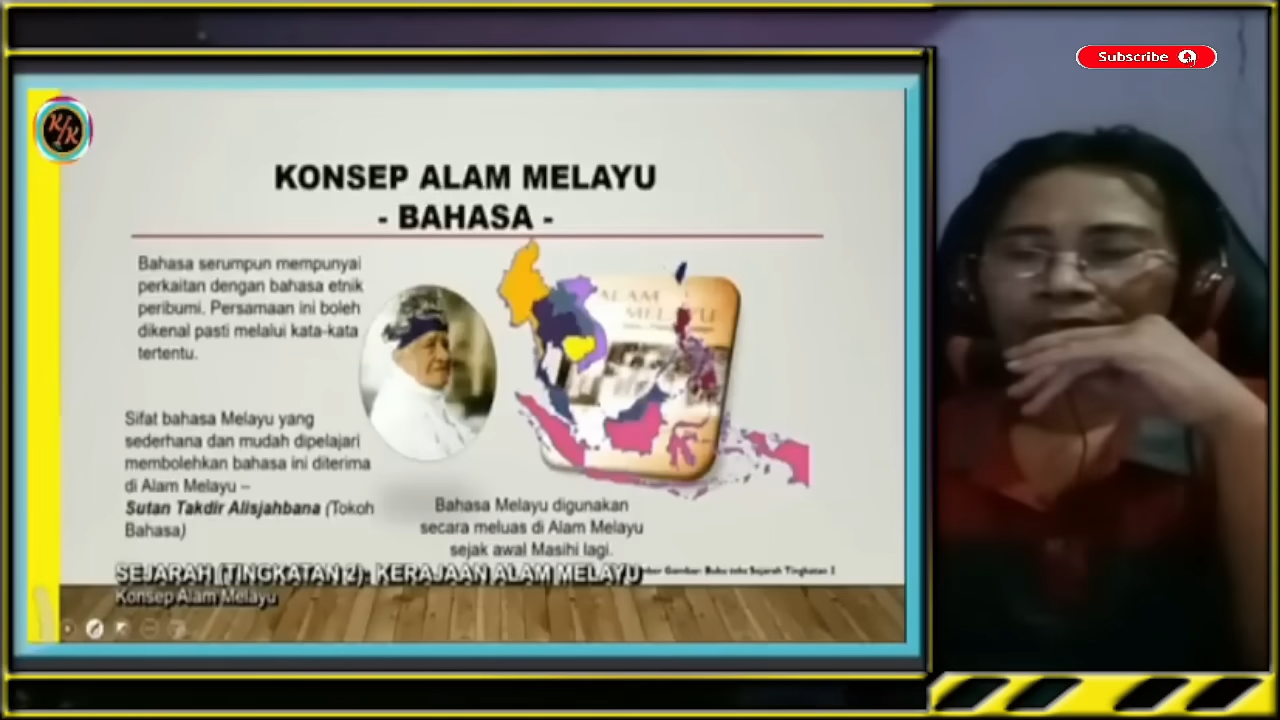 Subscribe
K/K
KONSEP ALAM MELAYU
- BAHASA -
Bahasa serumpun mempunyai
perkaitan dengan bahasa etnik
peribumi. Persamaan ini boleh
dikenal pasti melalui kata-kata
tertentu.
ALAM
MELAYU
Sifat bahasa Melayu yang
sederhana dan mudah dipelajari
membolehkan bahasa ini diterima
di Alam Melayu –
Sutan Takdir Alisjahbana (Tokoh
Bahasa)
Bahasa Melayu digunakan
secara meluas di Alam Melayu
sejak awal Masihi lagi.
Gambar: Buku teks Sejarah Tingkatan 2
SEJARAH (TINGKATAN 2): KERAJAAN ALAM MELAYU
Konsep Alam Melayu